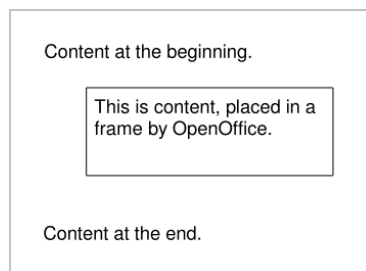 Content at the beginning.
This is content, placed in a
frame by OpenOffice.
Content at the end.